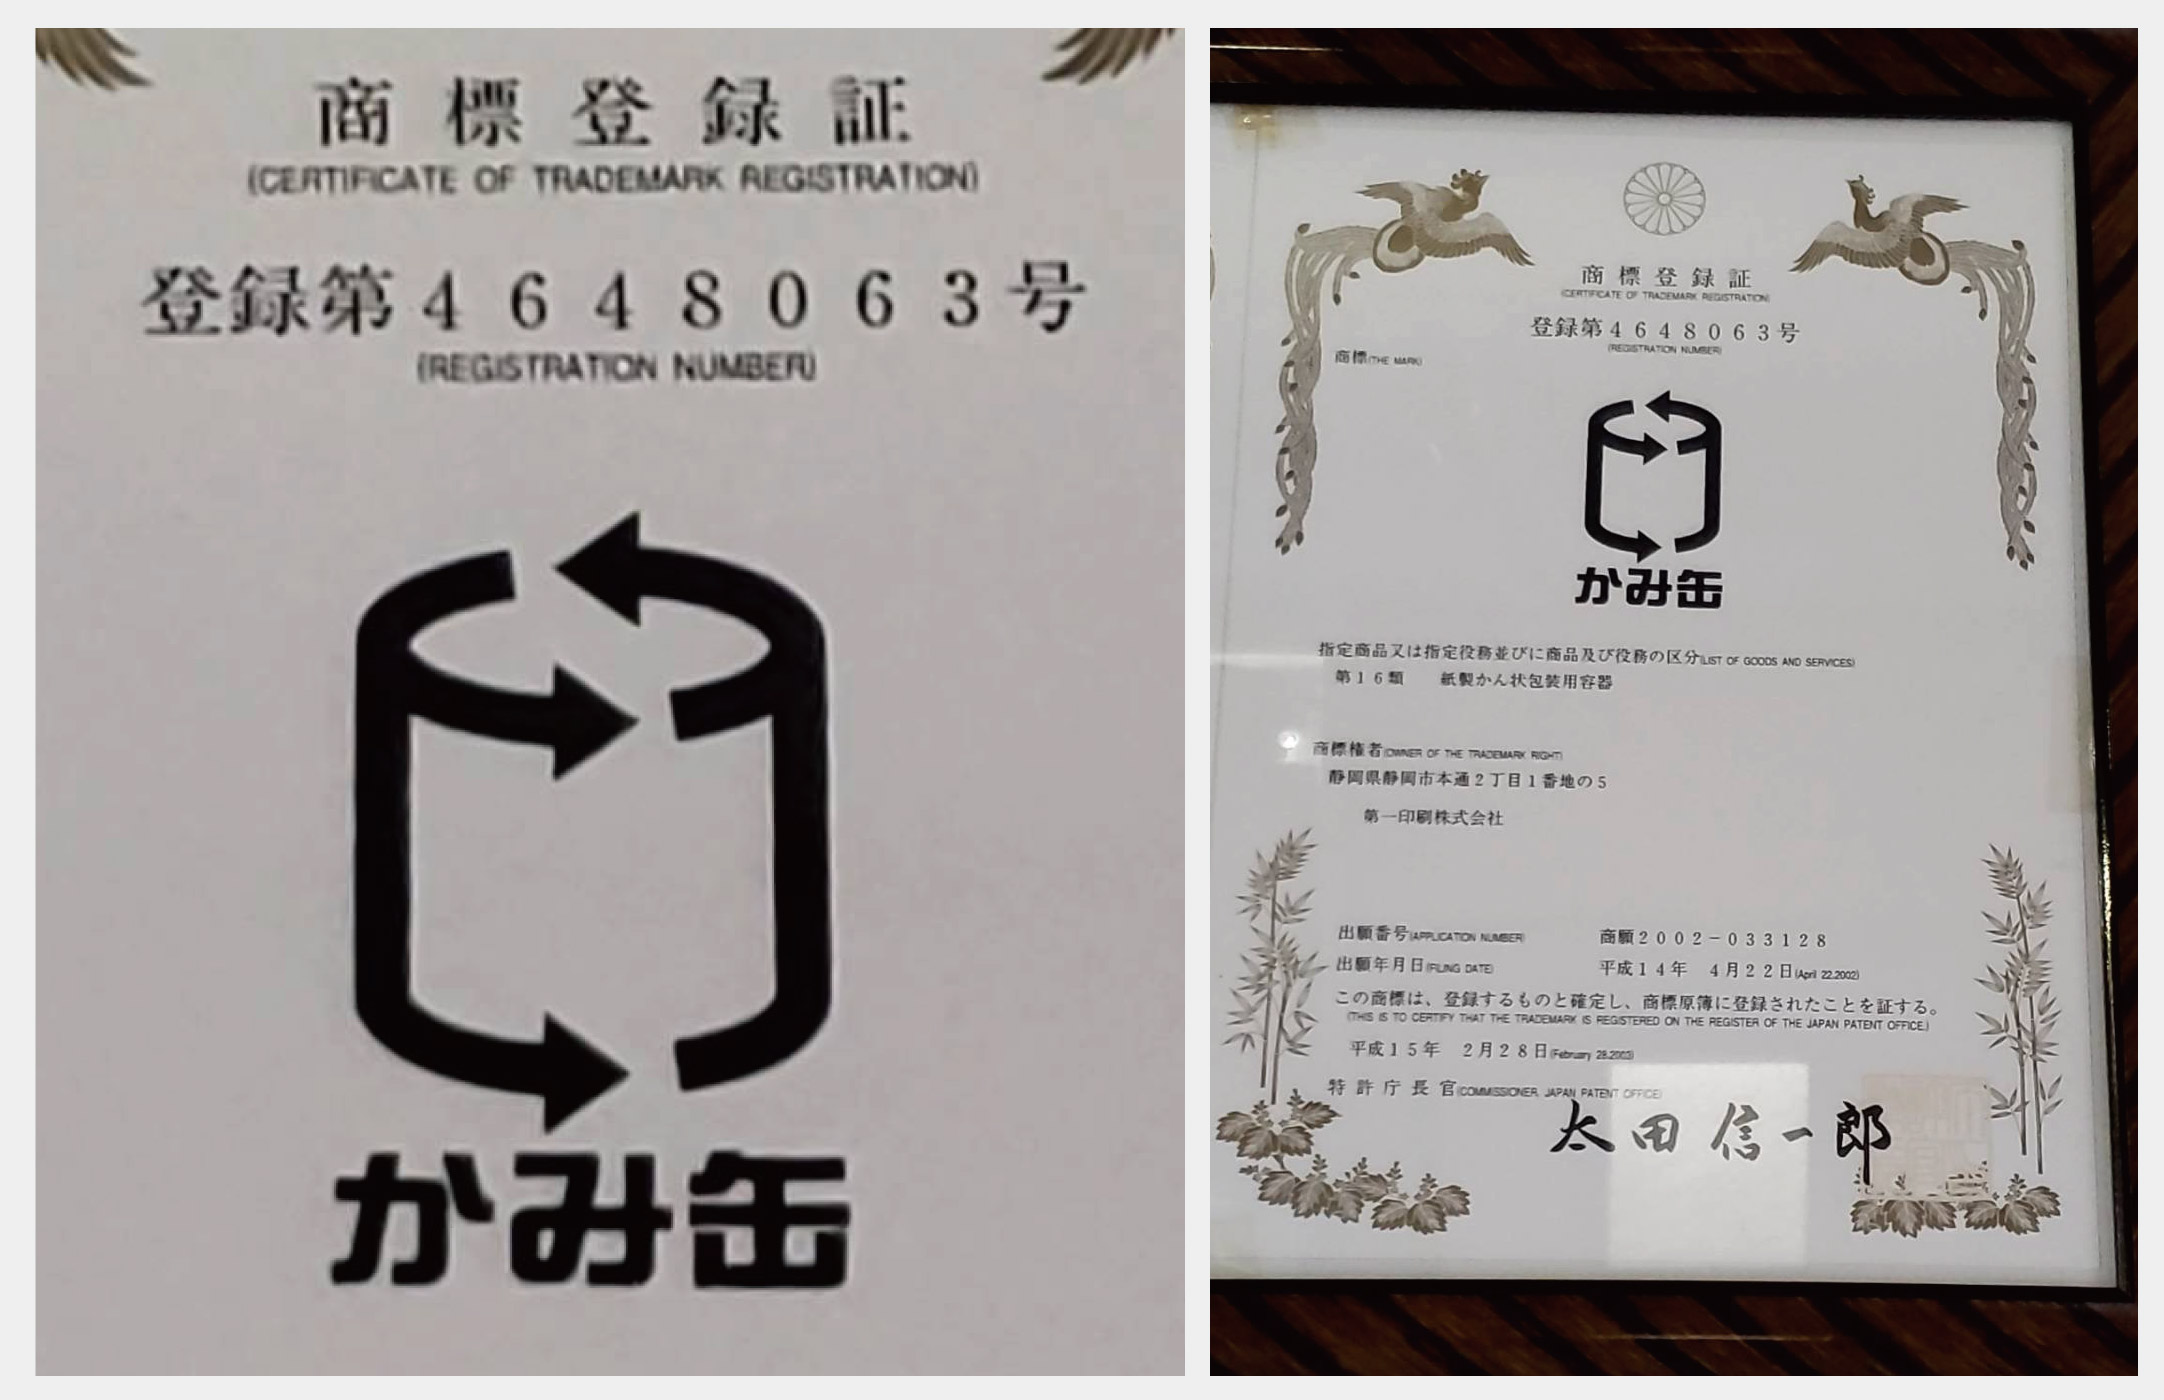 商標登録証
(CERTIFICATE OF TRADEMARK REGISTRATION)
登録第4648063号
(REGISTRATION NUMBER)
かみ缶
商標登録証
(CERTIFICATE OF TRADEMARK REGISTRATION)
登録第4648063号
(REGISTRATION NUMBER)
商標(THE MARK)
かみ缶
指定商品又は指定役務並びに商品及び役務の区分(LIST OF GOODS AND SERVICES)
第16類 紙製かん状包装用容器
商標権者(OWNER OF THE TRADEMARK RIGHT)
静岡県静岡市本通2丁目1番地の5
第一印刷株式会社
出願番号(APPLICATION NUMBER) 商願2002-033128
出願年月日(FILING DATE) 平成14年 4月22日(April 22.2002)
この商標は、登録するものと確定し、商標原簿に登録されたことを証する。
(THIS IS TO CERTIFY THAT THE TRADEMARK IS REGISTERED ON THE REGISTER OF THE JAPAN PATENT OFFICE.)
平成15年 2月28日(February 28.2003)
特許庁長官(COMMISSIONER, JAPAN PATENT OFFICE)
太田信一郎